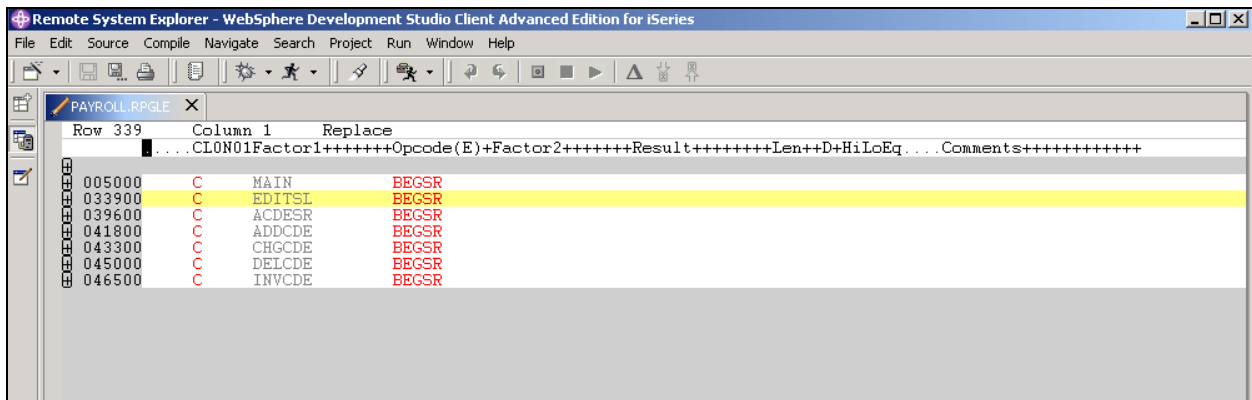 Remote System Explorer - WebSphere Development Studio Client Advanced Edition for iSeries
File Edit Source Compile Navigate Search Project Run Window Help
PAYROLL.RPGLE
Row 339 Column 1 Replace
.....CL0N01Factor1+++++++Opcode(E)+Factor2+++++++Result++++++++Len++D+HiLoEq....Comments++++++++++++
005000 C MAIN BEGSR
033900 C EDITSL BEGSR
039600 C ACDESR BEGSR
041800 C ADDCDE BEGSR
043300 C CHGCDE BEGSR
045000 C DELCDE BEGSR
046500 C INVCDE BEGSR